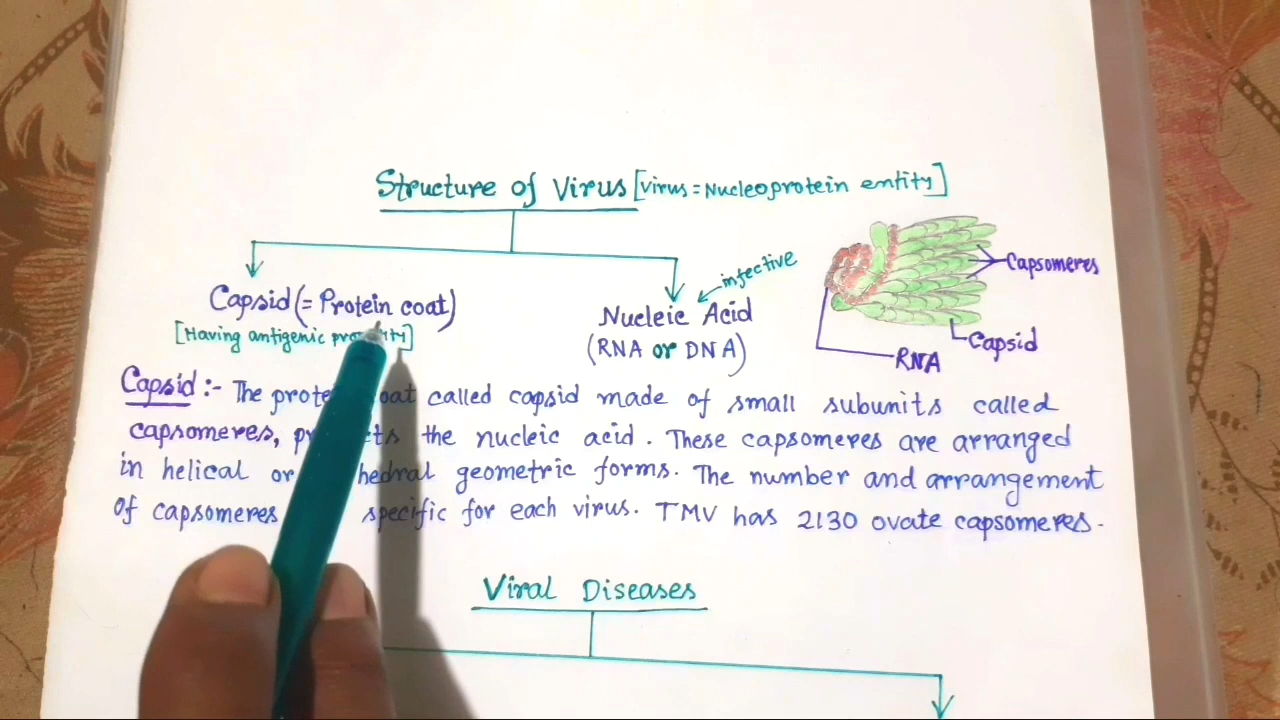 Structure of Virus [Virus = Nucleoprotein entity]
infective
Capsid (= Protein coat)
[Having antigenic
Nucleic Acid
(RNA or DNA)
Capsomeres
Capsid
RNA
Capsid :- The coat called capsid made of small subunits called
capsomeres, the nucleic acid. These capsomeres are arranged
in helical or geometric forms. The number and arrangement
of capsomeres specific for each virus. TMV has 2130 ovate capsomeres.
Viral Diseases